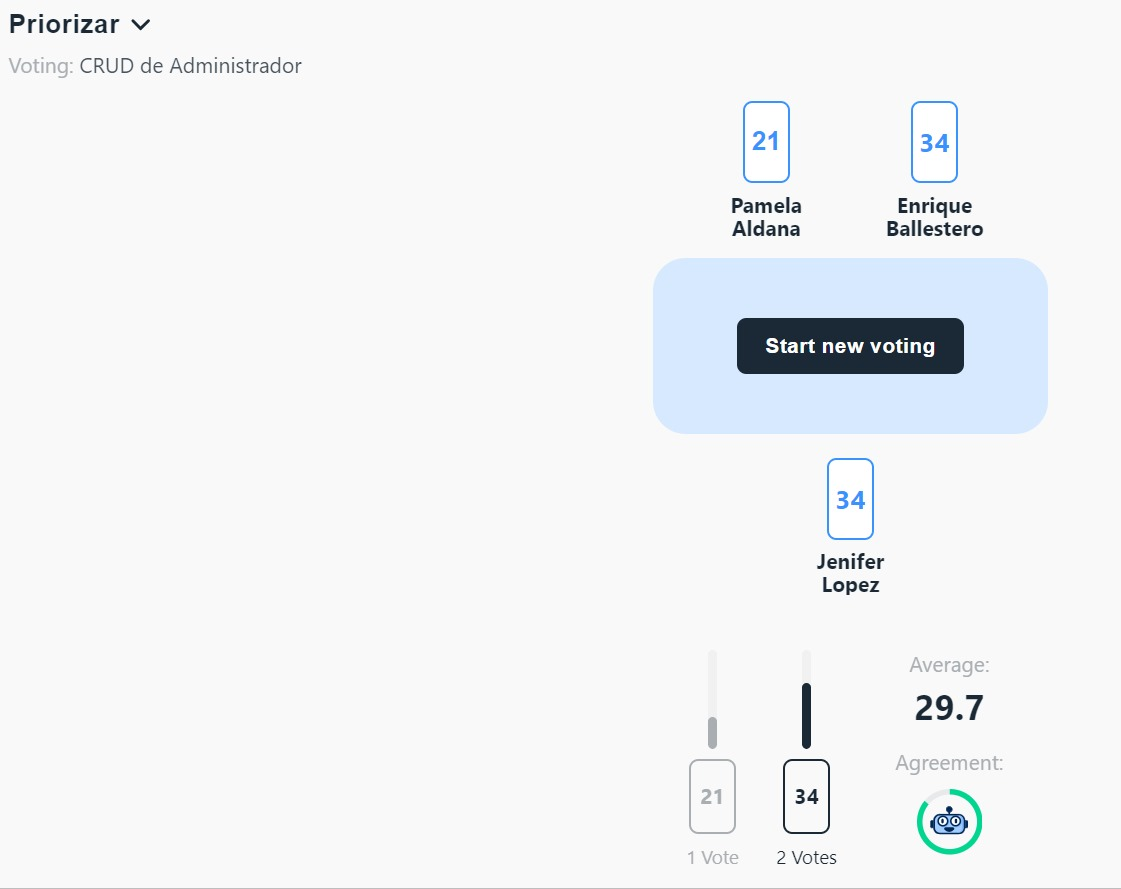 Priorizar
Voting: CRUD de Administrador
21
34
Pamela
Aldana
Enrique
Ballestero
Start new voting
34
Jenifer
Lopez
Average:
29.7
Agreement:
21
34
1 Vote
2 Votes